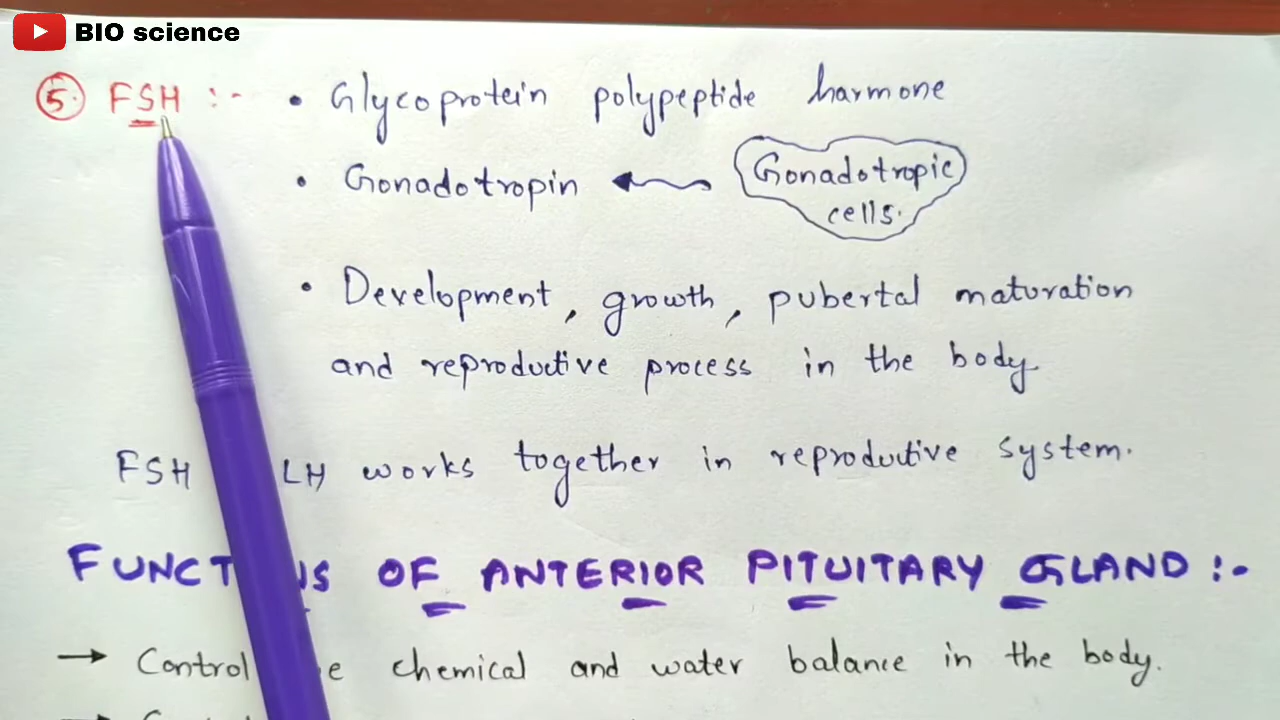 BIO science
5. FSH :- • Glycoprotein polypeptide harmone
• Gonadotropin ← Gonadotropic
cells.
• Development, growth, pubertal maturation
and reproductive process in the body
FSH LH works together in reproductive system.
OF ANTERIOR PITUITARY GLAND :-
→ Control chemical and water balance in the body.